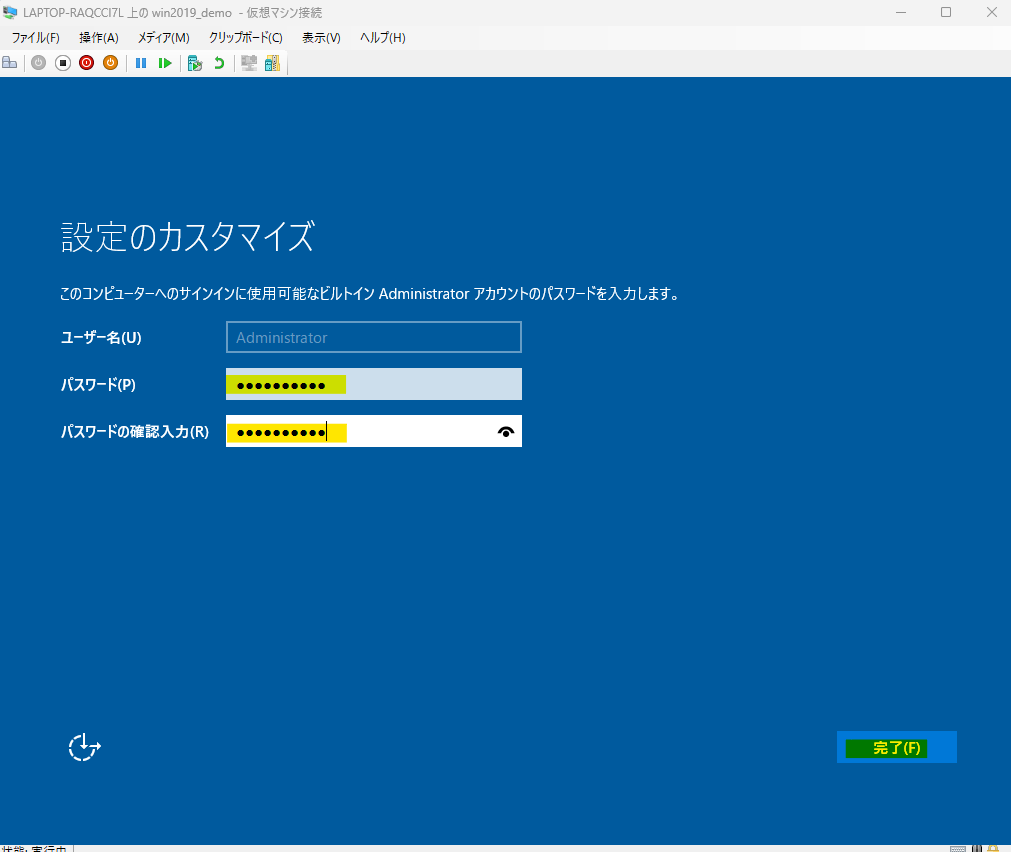 LAPTOP-RAQCCI7L 上の win2019_demo - 仮想マシン接続
ファイル(F) 操作(A) メディア(M) クリップボード(C) 表示(V) ヘルプ(H)
設定のカスタマイズ
このコンピューターへのサインインに使用可能なビルトイン Administrator アカウントのパスワードを入力します。
ユーザー名(U) Administrator
パスワード(P) ●●●●●●●●●●
パスワードの確認入力(R) ●●●●●●●●●●
完了(F)
状態: 実行中